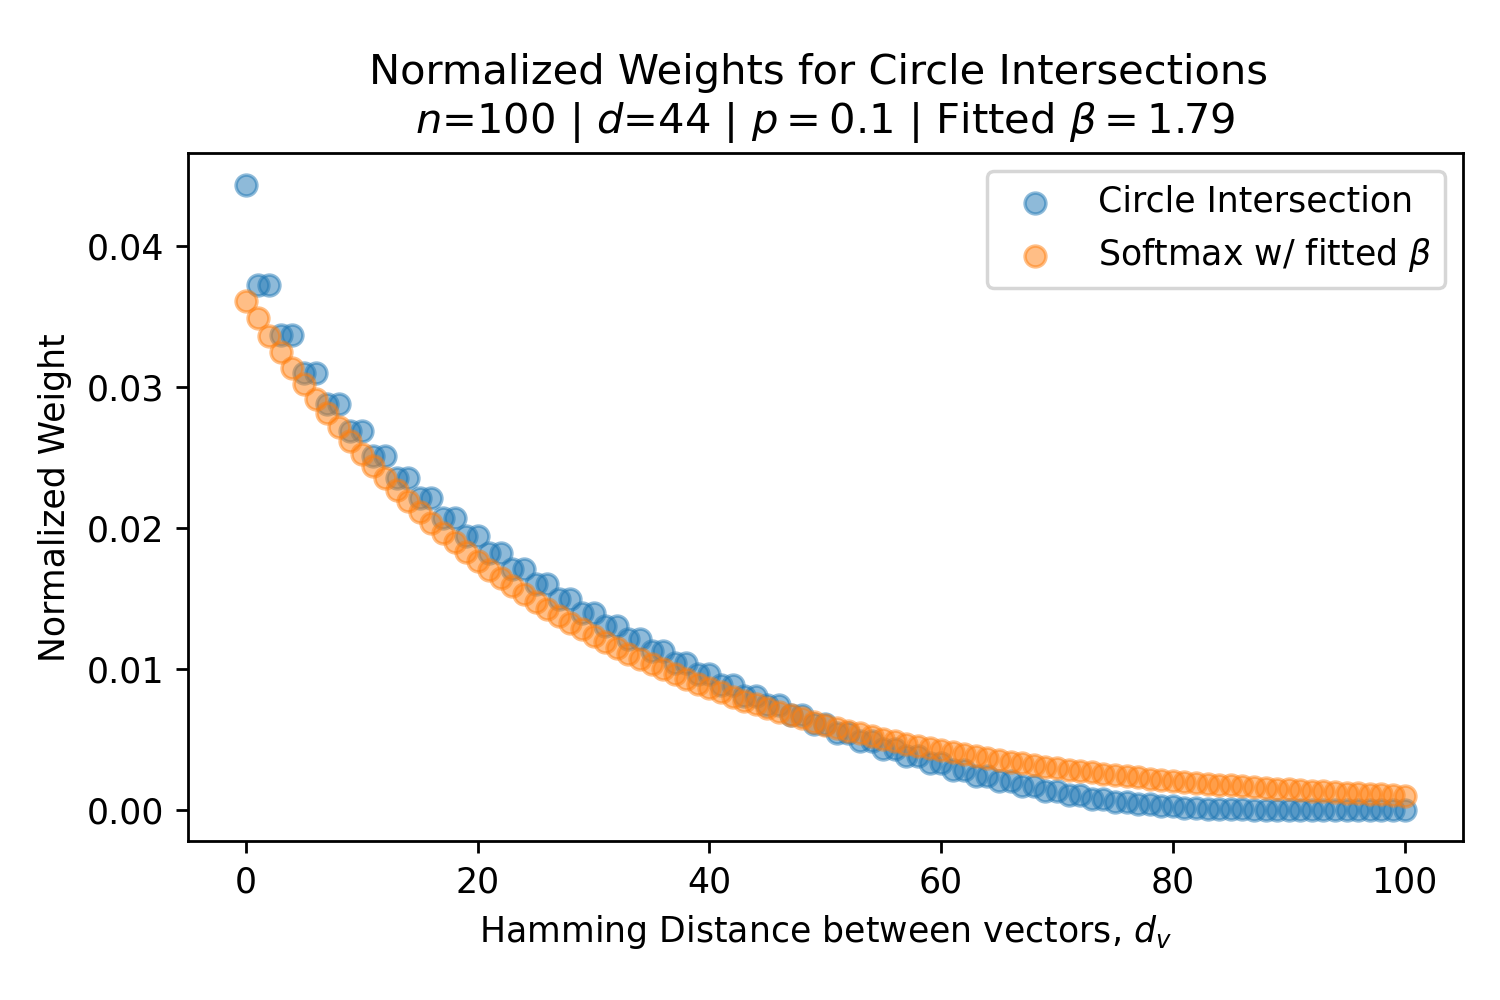 Normalized Weights for Circle Intersections
n=100 | d=44 | p = 0.1 | Fitted β = 1.79
Circle Intersection
Softmax w/ fitted β
Normalized Weight
0.04
0.03
0.02
0.01
0.00
0 20 40 60 80 100
Hamming Distance between vectors, dᵥ